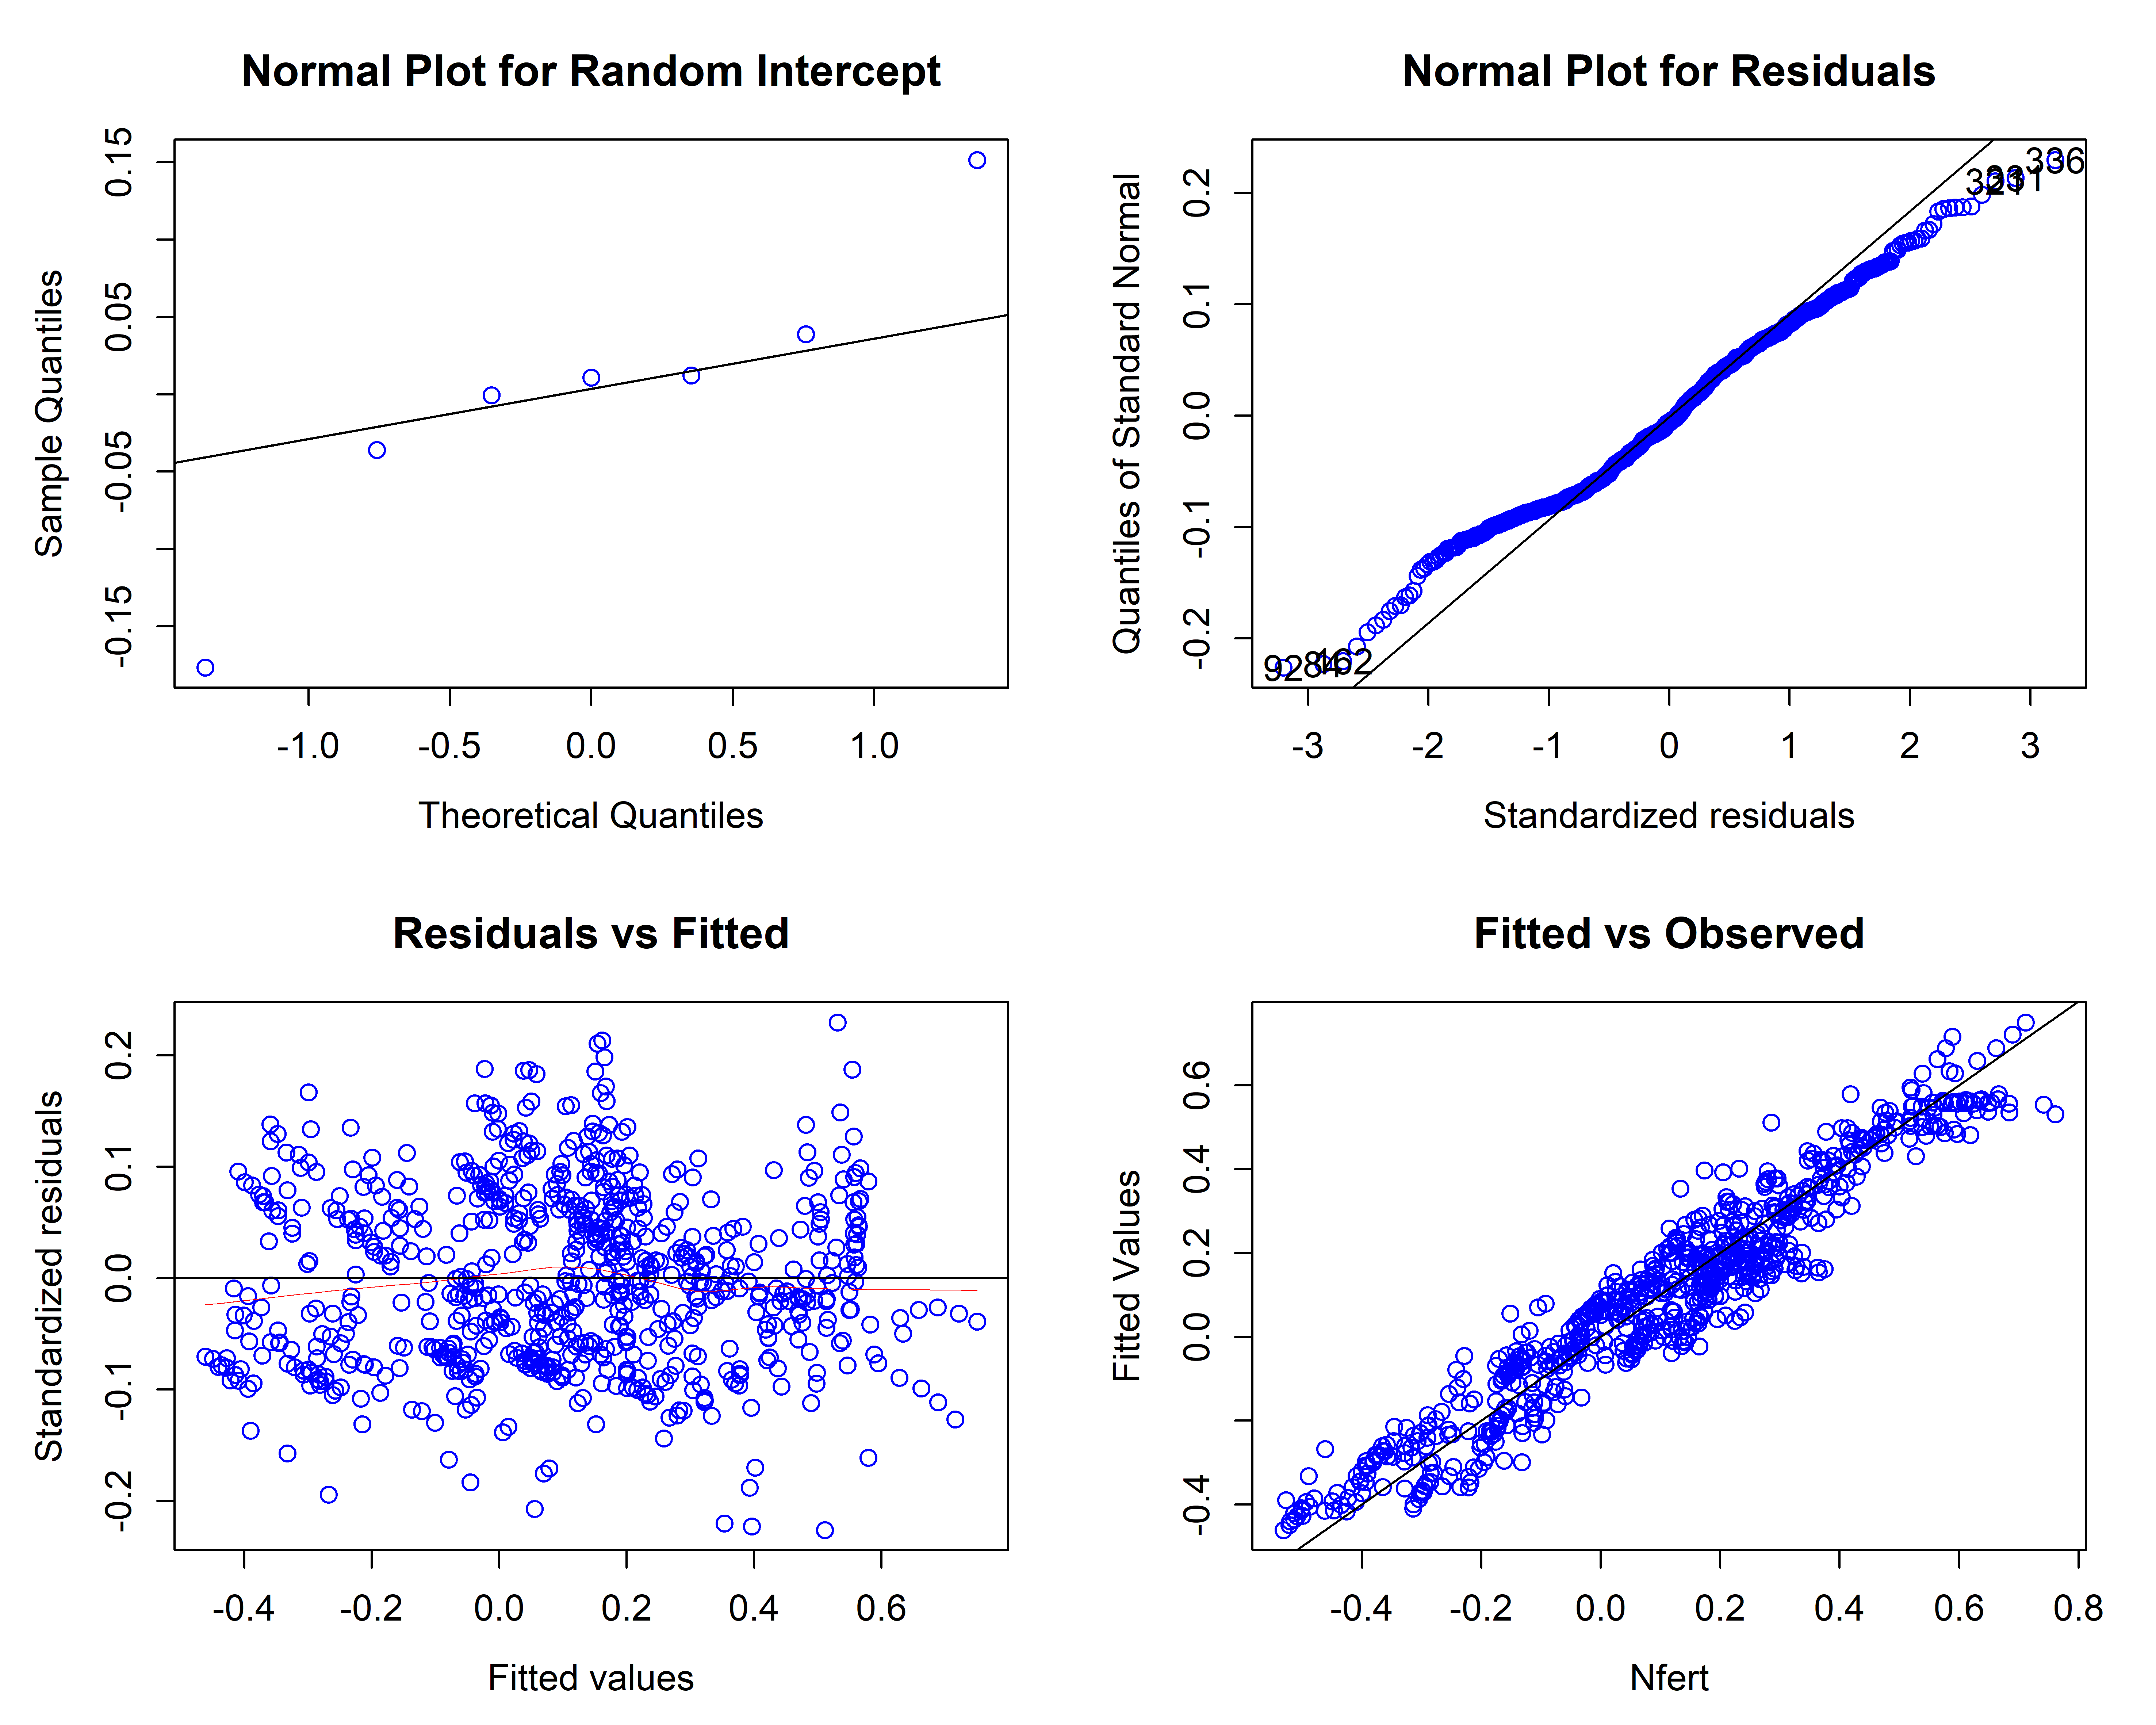 Normal Plot for Random Intercept
0.15
0.05
-0.05
-0.15
Sample Quantiles
-1.0 -0.5 0.0 0.5 1.0
Theoretical Quantiles
Normal Plot for Residuals
0.2
0.1
0.0
-0.1
-0.2
Quantiles of Standard Normal
336
92
-3 -2 -1 0 1 2 3
Standardized residuals
Residuals vs Fitted
0.2
0.1
0.0
-0.1
-0.2
Standardized residuals
-0.4 -0.2 0.0 0.2 0.4 0.6
Fitted values
Fitted vs Observed
0.6
0.4
0.2
0.0
-0.4
Fitted Values
-0.4 -0.2 0.0 0.2 0.4 0.6 0.8
Nfert